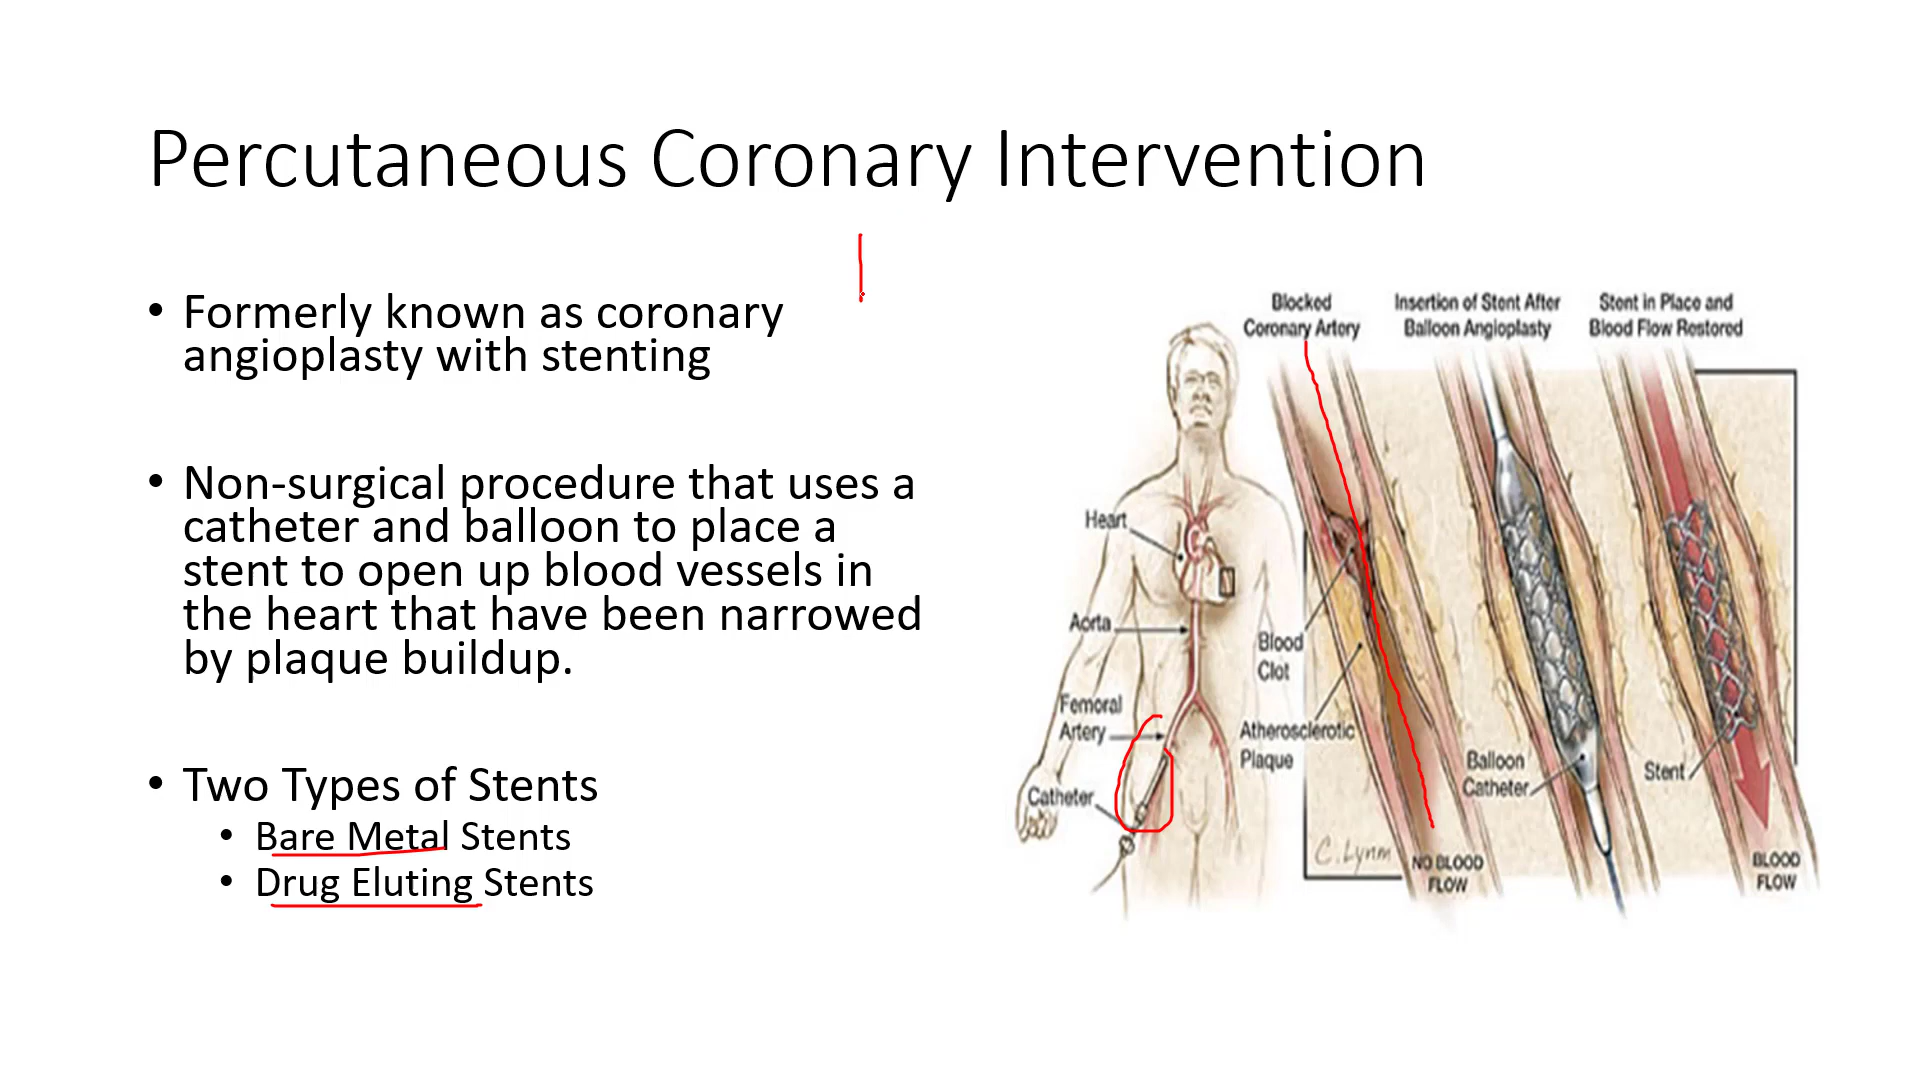 Percutaneous Coronary Intervention
• Formerly known as coronary
angioplasty with stenting
• Non-surgical procedure that uses a
catheter and balloon to place a
stent to open up blood vessels in
the heart that have been narrowed
by plaque buildup.
• Two Types of Stents
• Bare Metal Stents
• Drug Eluting Stents
Blocked
Coronary Artery
Insertion of Stent After
Balloon Angioplasty
Stent in Place and
Blood Flow Restored
Heart
Aorta
Femoral
Artery
Catheter
Blood
Clot
Atherosclerotic
Plaque
Balloon
Catheter
Stent
C. Lynm
NO BLOOD
FLOW
BLOOD
FLOW